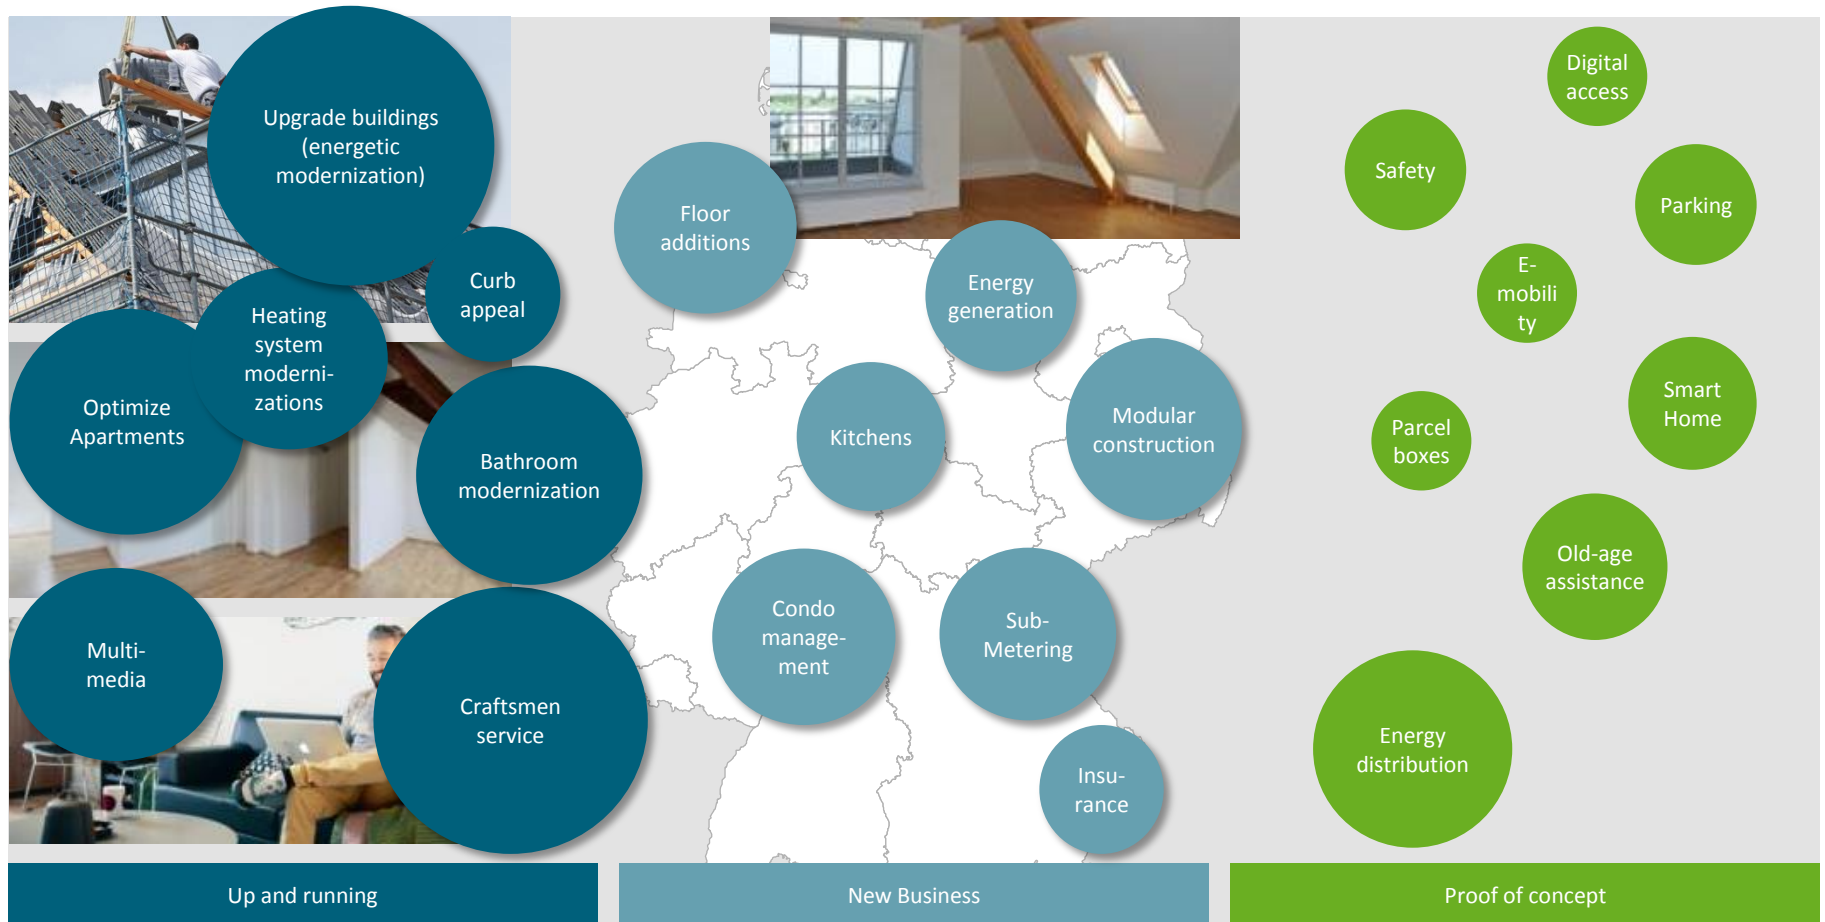 Upgrade buildings
(energetic
modernization)
Curb
appeal
Heating
system
moderni-
zations
Optimize
Apartments
Bathroom
modernization
Multi-
media
Craftsmen
service
Up and running
Floor
additions
Energy
generation
Kitchens
Modular
construction
Condo
manage-
ment
Sub-
Metering
Insu-
rance
New Business
Digital
access
Safety
Parking
E-
mobili
ty
Smart
Home
Parcel
boxes
Old-age
assistance
Energy
distribution
Proof of concept